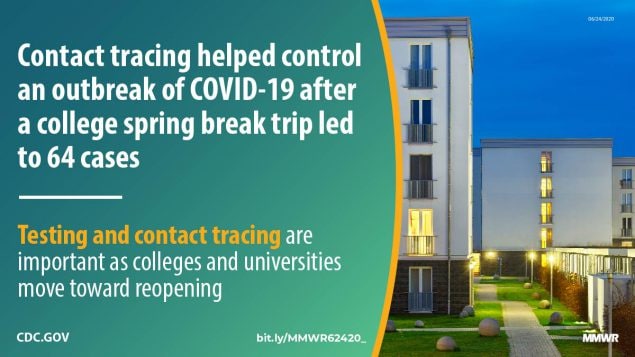 06/24/2020
Contact tracing helped control
an outbreak of COVID-19 after
a college spring break trip led
to 64 cases
Testing and contact tracing are
important as colleges and universities
move toward reopening
CDC.GOV
bit.ly/MMWR62420_
MMWR